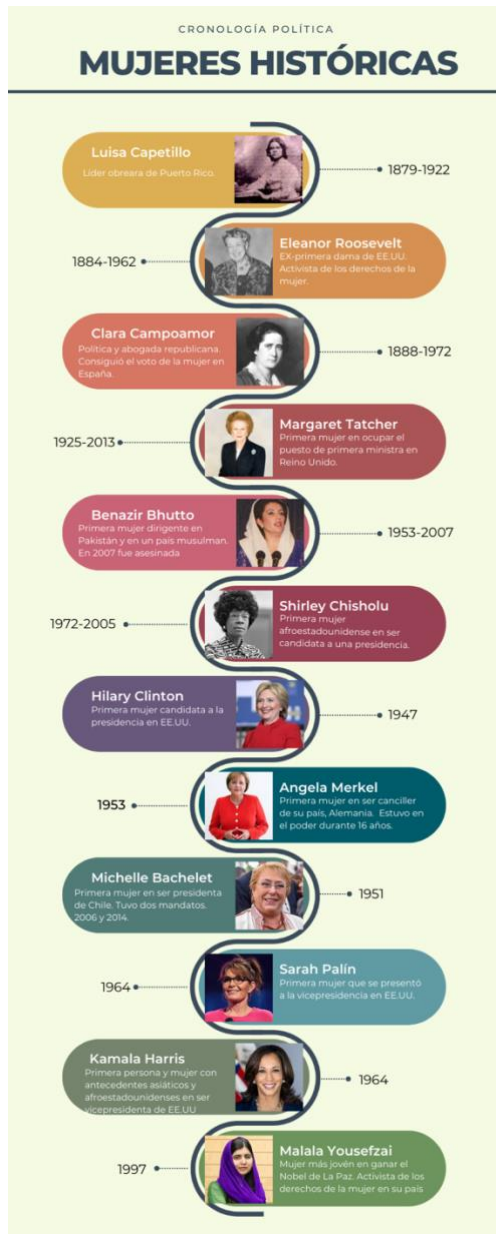 CRONOLOGÍA POLÍTICA
MUJERES HISTÓRICAS
Luisa Capetillo
Líder obreara de Puerto Rico.
1879-1922
Eleanor Roosevelt
EX-primera dama de EE.UU.
Activista de los derechos de la
mujer.
1884-1962
Clara Campoamor
Política y abogada republicana.
Consiguió el voto de la mujer en
España.
1888-1972
Margaret Tatcher
Primera mujer en ocupar el
puesto de primera ministra en
Reino Unido.
1925-2013
Benazir Bhutto
Primera mujer dirigente en
Pakistán y en un país musulman.
En 2007 fue asesinada
1953-2007
Shirley Chisholu
Primera mujer
afroestadounidense en ser
candidata a una presidencia.
1972-2005
Hilary Clinton
Primera mujer candidata a la
presidencia en EE.UU.
1947
Angela Merkel
Primera mujer en ser canciller
de su país, Alemania. Estuvo en
el poder durante 16 años.
1953
Michelle Bachelet
Primera mujer en ser presidenta
de Chile. Tuvo dos mandatos.
2006 y 2014
1951
Sarah Palín
Primera mujer que se presentó
a la vicepresidencia en EE.UU.
1964
Kamala Harris
Primera persona y mujer con
antecedentes asiáticos y
afroestadounidenses en ser
vicepresidenta de EE.UU
1964
Malala Yousefzai
Mujer más jovén en ganar el
Nobel de La Paz. Activista de los
derechos de la mujer en su país
1997